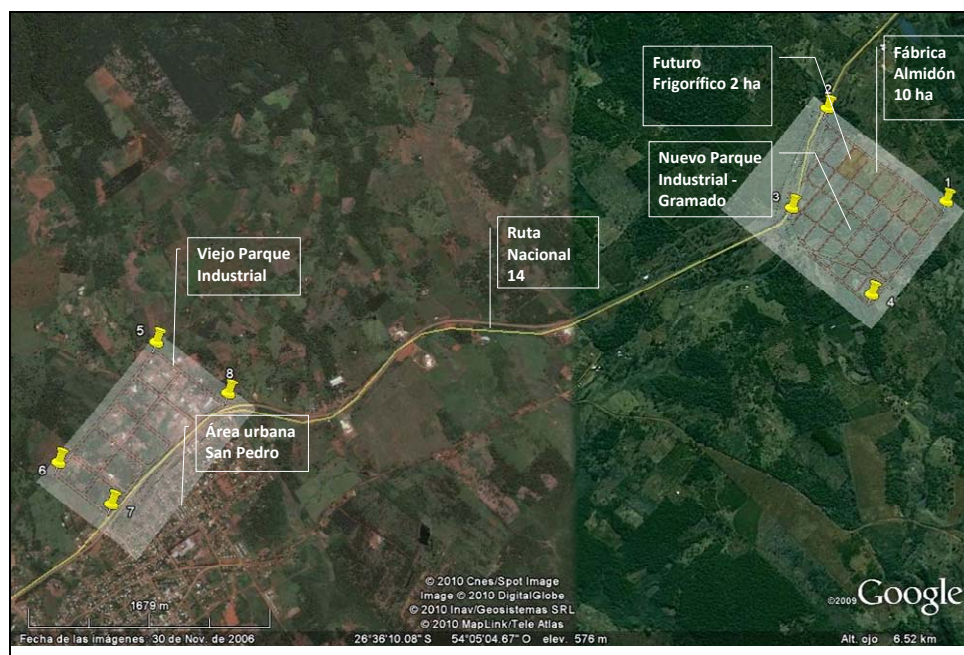 Futuro
Frigorífico 2 ha
Fábrica
Almidón
10 ha
2
Nuevo Parque
Industrial -
Gramado
1
3
Ruta
Nacional
14
4
Viejo Parque
Industrial
5
8
Área urbana
San Pedro
6
7
© 2010 Cnes/Spot Image
Image © 2010 DigitalGlobe
© 2010 Inav/Geosistemas SRL
© 2010 MapLink/Tele Atlas
©2009 Google
1679 m
Fecha de las imágenes: 30 de Nov. de 2006 26°36'10.08" S 54°05'04.67" O elev. 576 m Alt. ojo 6.52 km